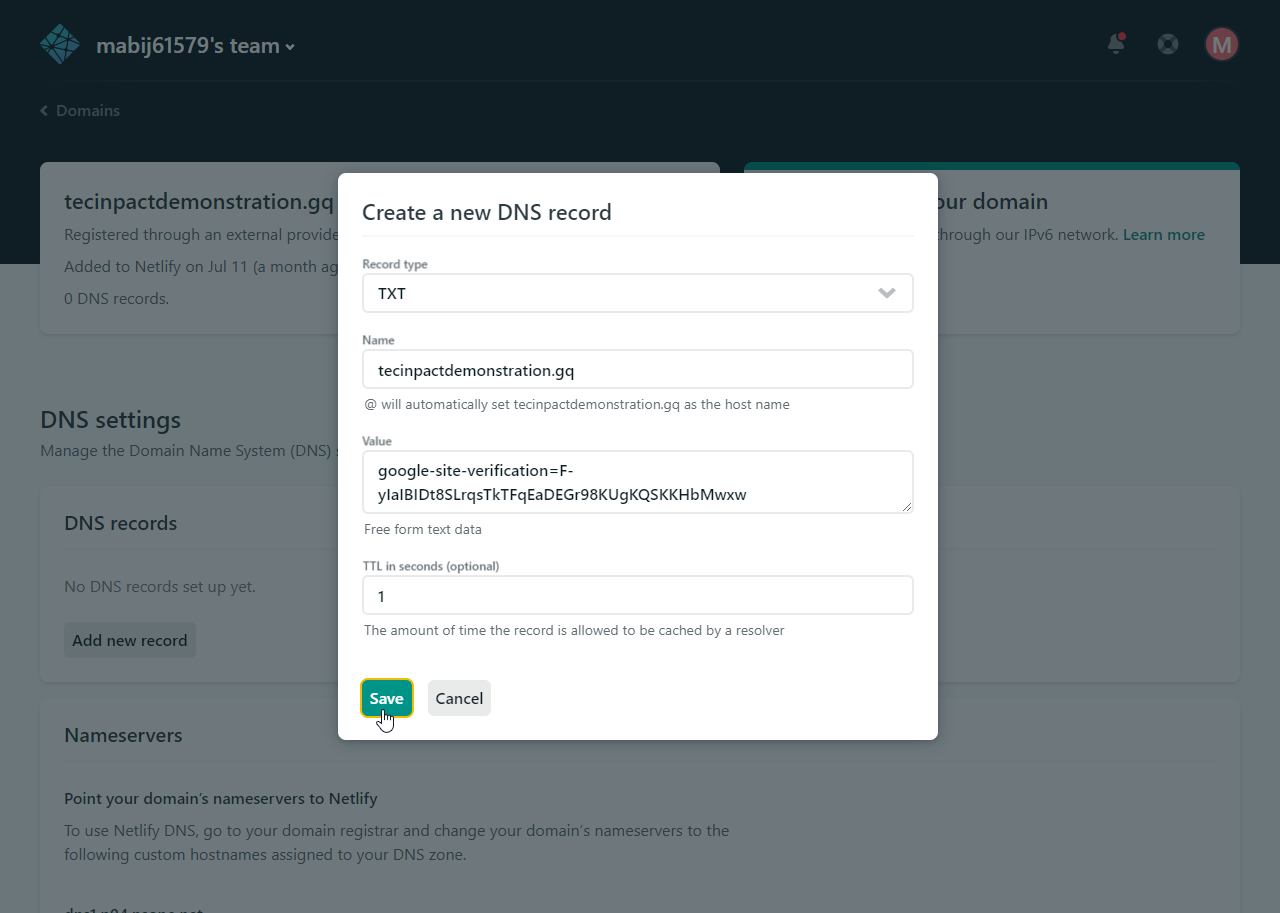 mabij61579's team
M
Domains
tecinpactdemonstration.gq
Registered through an external provide
Added to Netlify on Jul 11 (a month ag
0 DNS records.
our domain
through our IPv6 network. Learn more
DNS settings
Manage the Domain Name System (DNS) s
DNS records
No DNS records set up yet.
Add new record
Nameservers
Point your domain's nameservers to Netlify
To use Netlify DNS, go to your domain registrar and change your domain's nameservers to the
following custom hostnames assigned to your DNS zone.
Create a new DNS record
Record type
TXT
Name
tecinpactdemonstration.gq
@ will automatically set tecinpactdemonstration.gq as the host name
Value
google-site-verification=F-
yIaIBIDt8SLrqsTkTFqEaDEGr98KUgKQSKKHbMwxw
Free form text data
TTL in seconds (optional)
1
The amount of time the record is allowed to be cached by a resolver
Save
Cancel